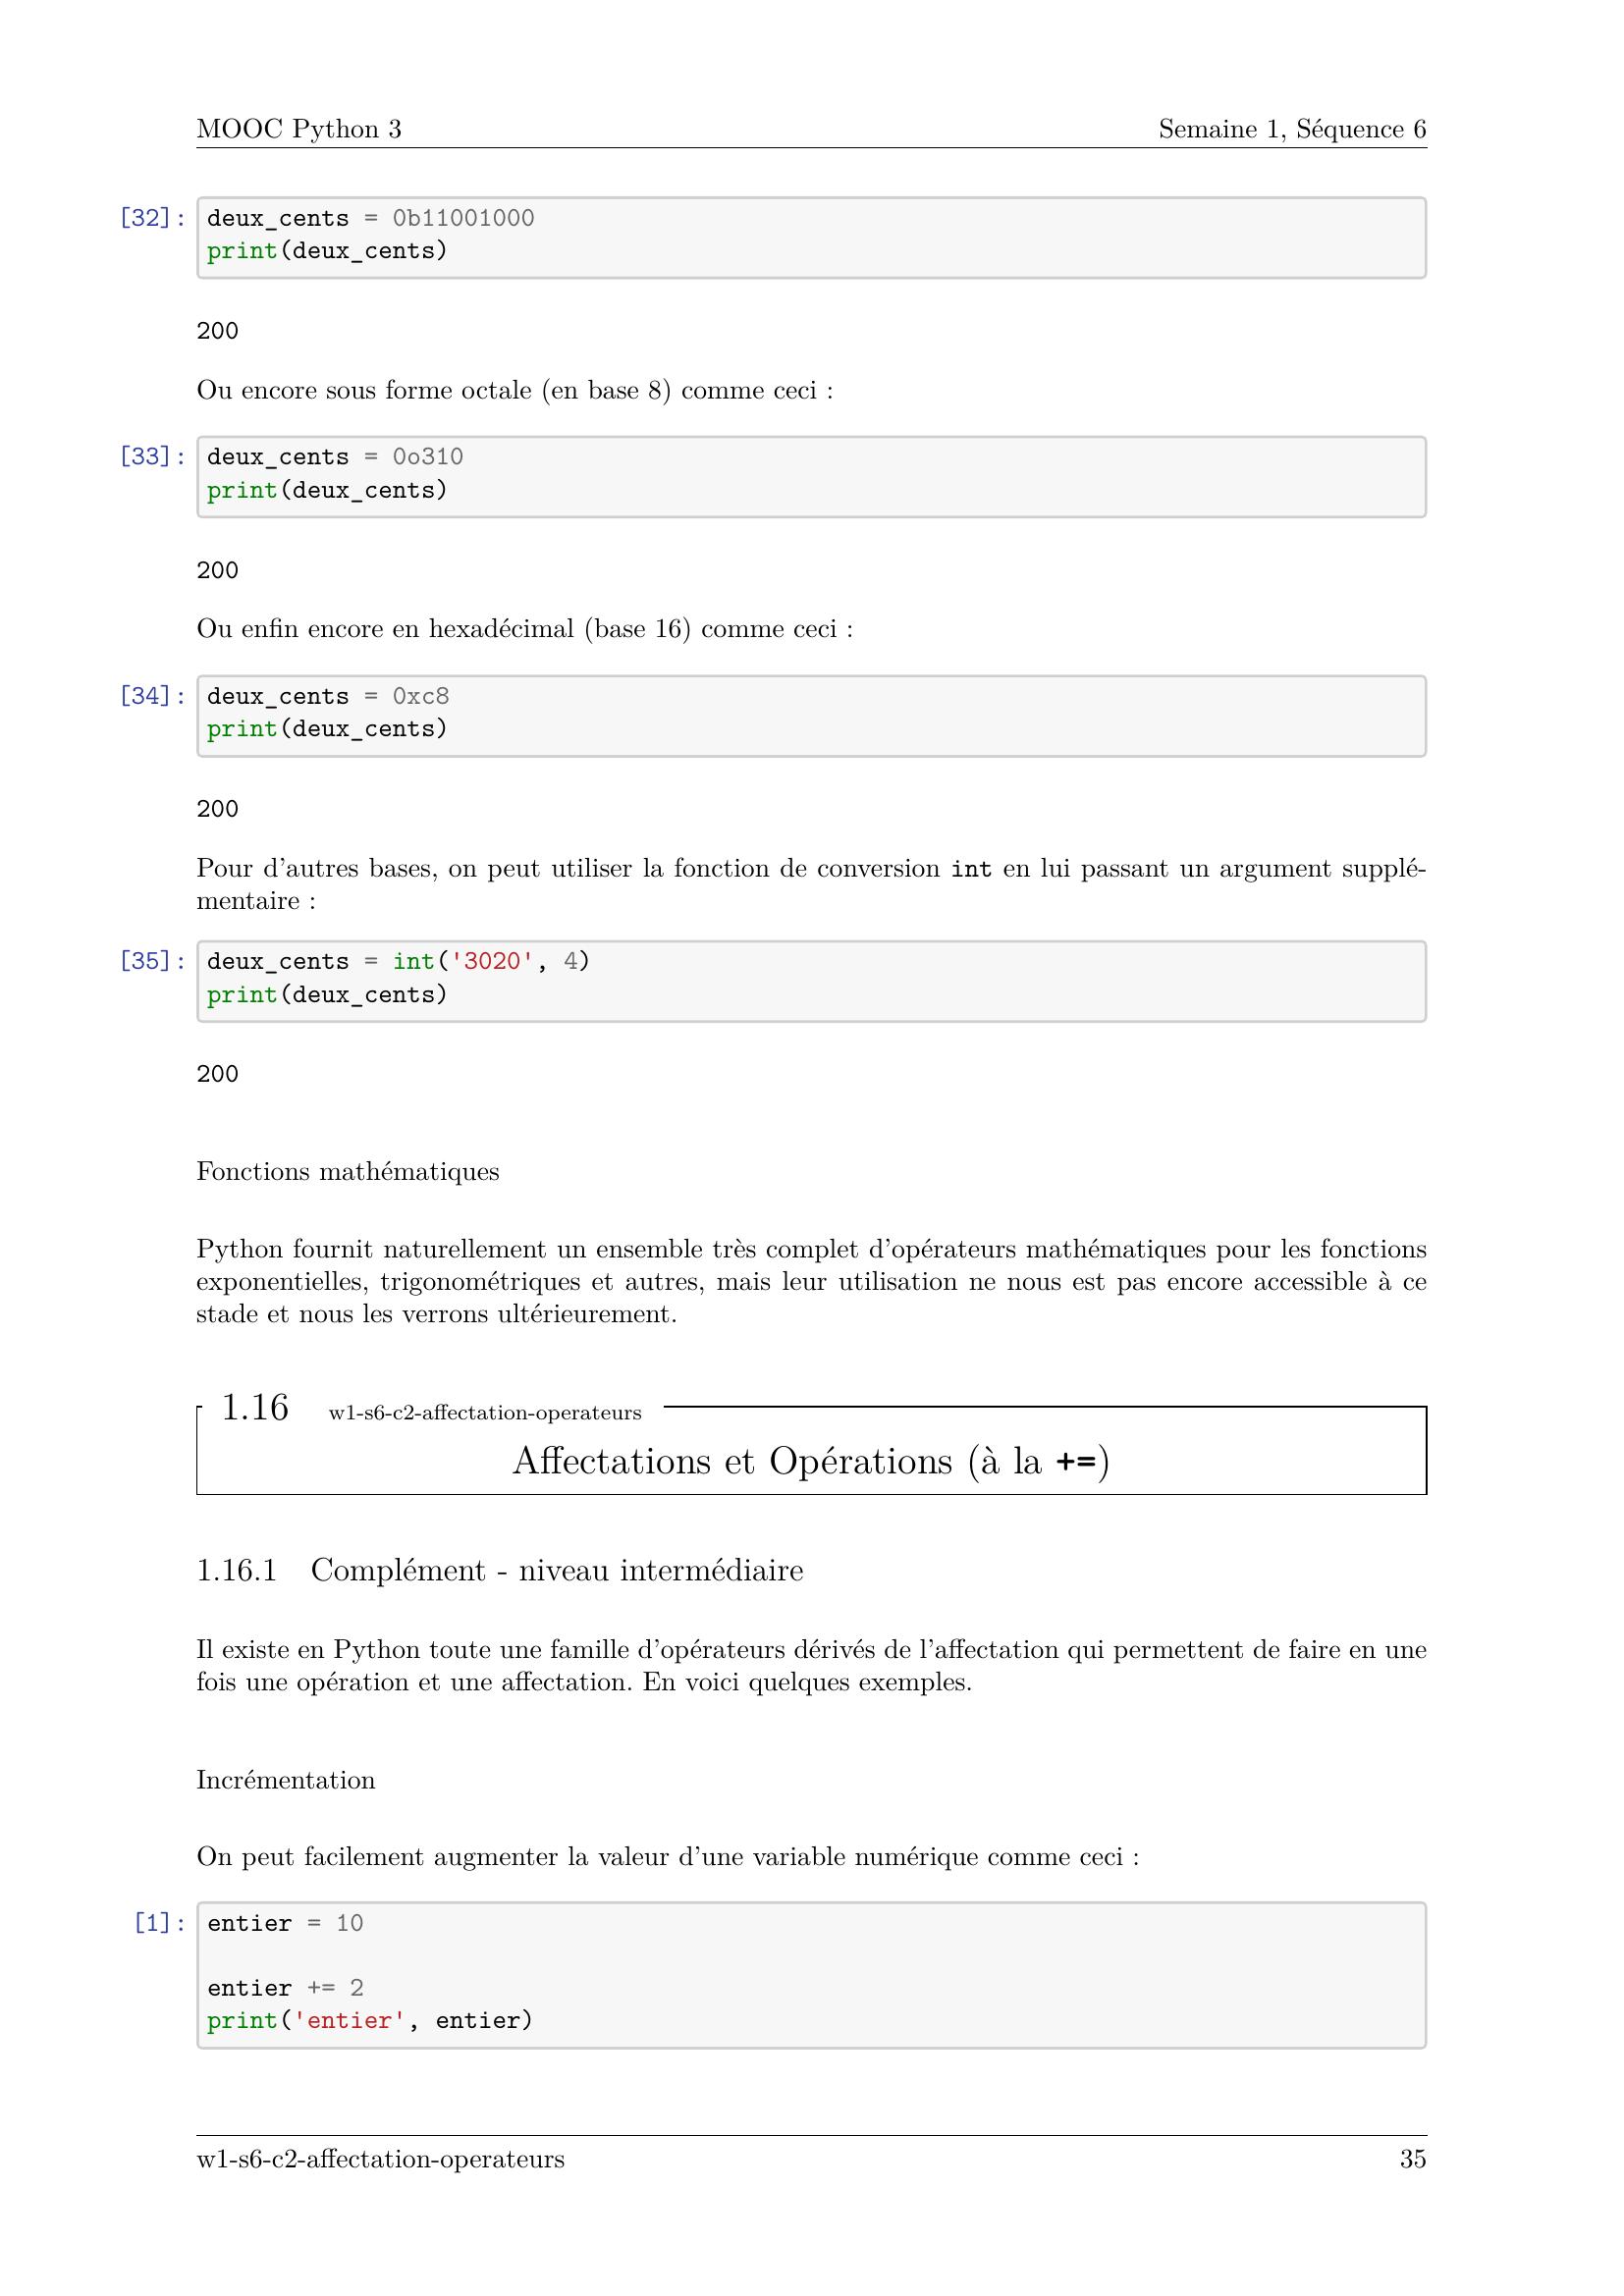 MOOC Python 3 Semaine 1, Séquence 6
[32]: deux_cents = 0b11001000
print(deux_cents)
200
Ou encore sous forme octale (en base 8) comme ceci :
[33]: deux_cents = 0o310
print(deux_cents)
200
Ou enfin encore en hexadécimal (base 16) comme ceci :
[34]: deux_cents = 0xc8
print(deux_cents)
200
Pour d'autres bases, on peut utiliser la fonction de conversion int en lui passant un argument supplé-
mentaire :
[35]: deux_cents = int('3020', 4)
print(deux_cents)
200
Fonctions mathématiques
Python fournit naturellement un ensemble très complet d'opérateurs mathématiques pour les fonctions
exponentielles, trigonométriques et autres, mais leur utilisation ne nous est pas encore accessible à ce
stade et nous les verrons ultérieurement.
1.16 w1-s6-c2-affectation-operateurs
Affectations et Opérations (à la +=)
1.16.1 Complément - niveau intermédiaire
Il existe en Python toute une famille d'opérateurs dérivés de l'affectation qui permettent de faire en une
fois une opération et une affectation. En voici quelques exemples.
Incrémentation
On peut facilement augmenter la valeur d'une variable numérique comme ceci :
[1]: entier = 10
entier += 2
print('entier', entier)
w1-s6-c2-affectation-operateurs 35